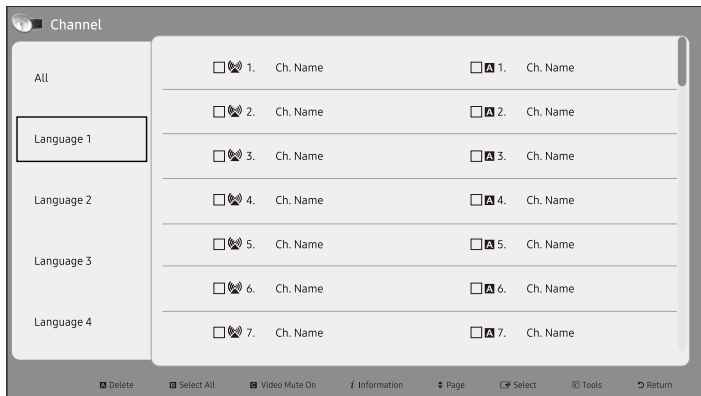 Channel
All
Language 1
Language 2
Language 3
Language 4
1. Ch. Name A 1. Ch. Name
2. Ch. Name A 2. Ch. Name
3. Ch. Name A 3. Ch. Name
4. Ch. Name A 4. Ch. Name
5. Ch. Name A 5. Ch. Name
6. Ch. Name A 6. Ch. Name
7. Ch. Name A 7. Ch. Name
A Delete B Select All C Video Mute On i Information Page Select Tools Return